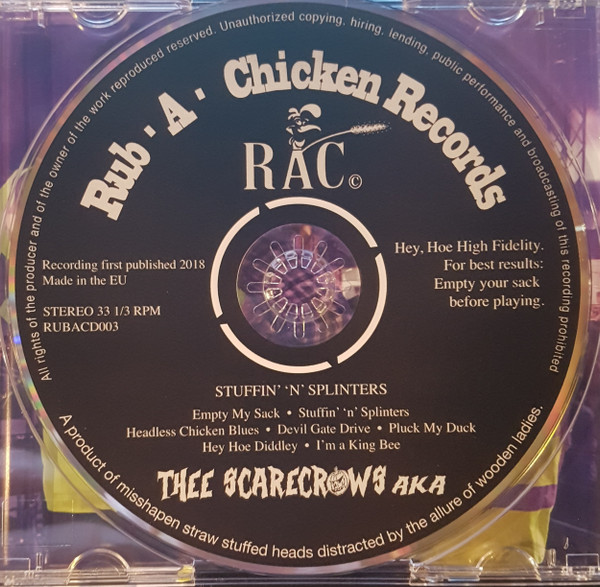 All rights of the producer and of the owner of the work reproduced reserved. Unauthorized copying, hiring, lending, public performance and broadcasting of this recording prohibited
Rub · A · Chicken Records
RAC©
Recording first published 2018
Made in the EU
STEREO 33 1/3 RPM
RUBACD003
Hey, Hoe High Fidelity.
For best results:
Empty your sack
before playing.
STUFFIN' 'N' SPLINTERS
Empty My Sack • Stuffin' 'n' Splinters
Headless Chicken Blues • Devil Gate Drive • Pluck My Duck
Hey Hoe Diddley • I'm a King Bee
THEE SCARECROWS AKA
A product of misshapen straw stuffed heads distracted by the allure of wooden ladies.